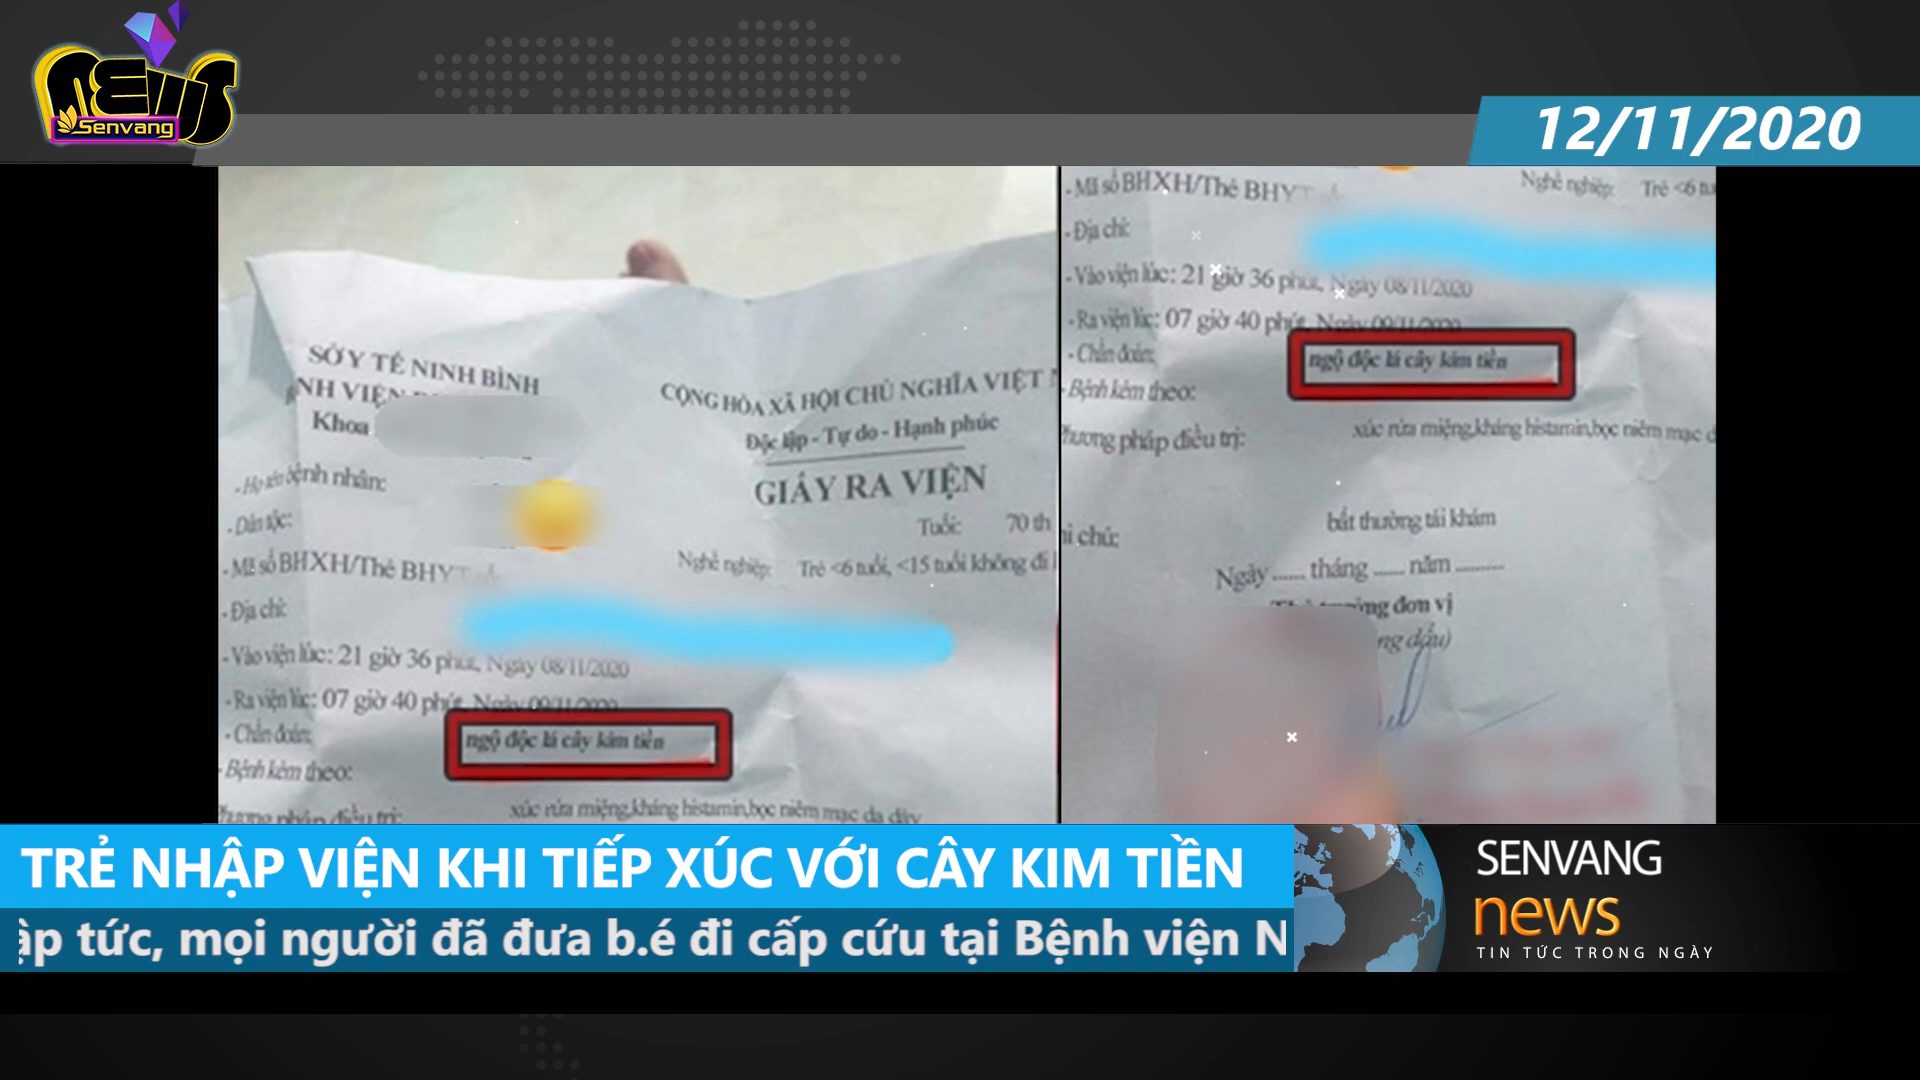 NEWS
Senvang
12/11/2020
SỞ Y TẾ NINH BÌNH
NH VIỆN
Khoa
CỘNG HÒA XÃ HỘI CHỦ NGHĨA VIỆT
Độc lập - Tự do - Hạnh phúc
GIẤY RA VIỆN
- Họ tên bệnh nhân:
Tuổi: 70 th
- Dân tộc:
- Mã số BHXH/Thẻ BHYT
Nghề nghiệp: Trẻ <6 tuổi, <15 tuổi không đi
- Địa chỉ:
- Vào viện lúc: 21 giờ 36 phút, Ngày 08/11/2020
- Ra viện lúc: 07 giờ 40 phút, Ngày 09/11/2020
- Chẩn đoán: ngộ độc lá cây kim tiền
- Bệnh kèm theo:
Phương pháp điều trị: xúc rửa miệng,kháng histamin,bọc niêm mạc dạ dày
- Mã số BHXH/Thẻ BHYT
Nghề nghiệp: Trẻ <6 tu
- Địa chỉ:
- Vào viện lúc: 21 giờ 36 phút, Ngày 08/11/2020
- Ra viện lúc: 07 giờ 40 phút, Ngày 09/11/2020
- Chẩn đoán: ngộ độc lá cây kim tiền
- Bệnh kèm theo:
hương pháp điều trị: xúc rửa miệng,kháng histamin,bọc niêm mạc d
hi chú: bất thường tái khám
Ngày ...... tháng ...... năm .........
Thủ trưởng đơn vị
ng dấu)
TRẺ NHẬP VIỆN KHI TIẾP XÚC VỚI CÂY KIM TIỀN
ập tức, mọi người đã đưa b.é đi cấp cứu tại Bệnh viện N
SENVANG
news
TIN TỨC TRONG NGÀY